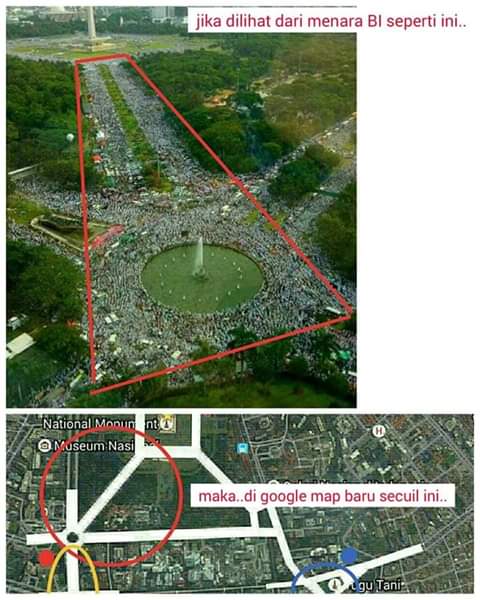 jika dilihat dari menara BI seperti ini..
National Monument
Museum Nasi
maka..di google map baru secuil ini..
H
Tugu Tani